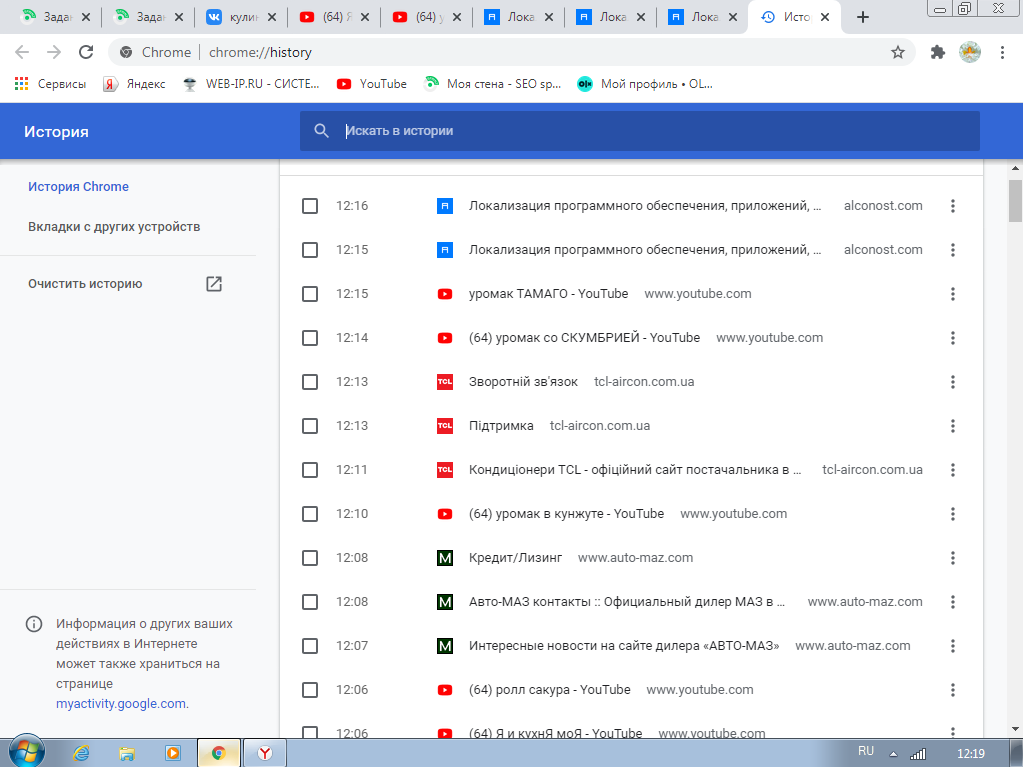 Задан
Задан
кулин
(64) Я
(64) у
Лока
Лока
Лока
Исто
Chrome chrome://history
Сервисы Яндекс WEB-IP.RU - СИСТЕ... YouTube Моя стена - SEO sp... Мой профиль • OL...
История
Искать в истории
История Chrome
Вкладки с других устройств
Очистить историю
12:16 Локализация программного обеспечения, приложений, ... alconost.com
12:15 Локализация программного обеспечения, приложений, ... alconost.com
12:15 уромак ТАМАГО - YouTube www.youtube.com
12:14 (64) уромак со СКУМБРИЕЙ - YouTube www.youtube.com
12:13 TCL Зворотній зв'язок tcl-aircon.com.ua
12:13 TCL Підтримка tcl-aircon.com.ua
12:11 TCL Кондиціонери TCL - офіційний сайт постачальника в ... tcl-aircon.com.ua
12:10 (64) уромак в кунжуте - YouTube www.youtube.com
12:08 M Кредит/Лизинг www.auto-maz.com
12:08 M Авто-МАЗ контакты :: Официальный дилер МАЗ в ... www.auto-maz.com
12:07 M Интересные новости на сайте дилера «АВТО-МАЗ» www.auto-maz.com
12:06 (64) ролл сакура - YouTube www.youtube.com
12:06 (64) Я и кухнЯ моЯ - YouTube www.youtube.com
Информация о других ваших
действиях в Интернете
может также храниться на
странице
myactivity.google.com.
RU 12:19